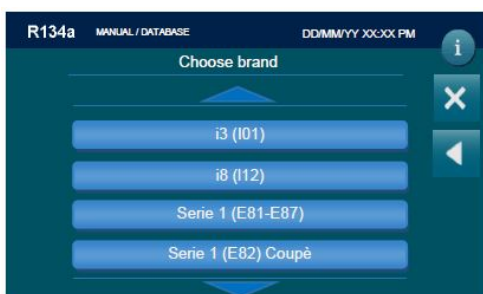 R134a MANUAL / DATABASE DD/MM/YY XX:XX PM
i
Choose brand
i3 (I01)
i8 (I12)
Serie 1 (E81-E87)
Serie 1 (E82) Coupè